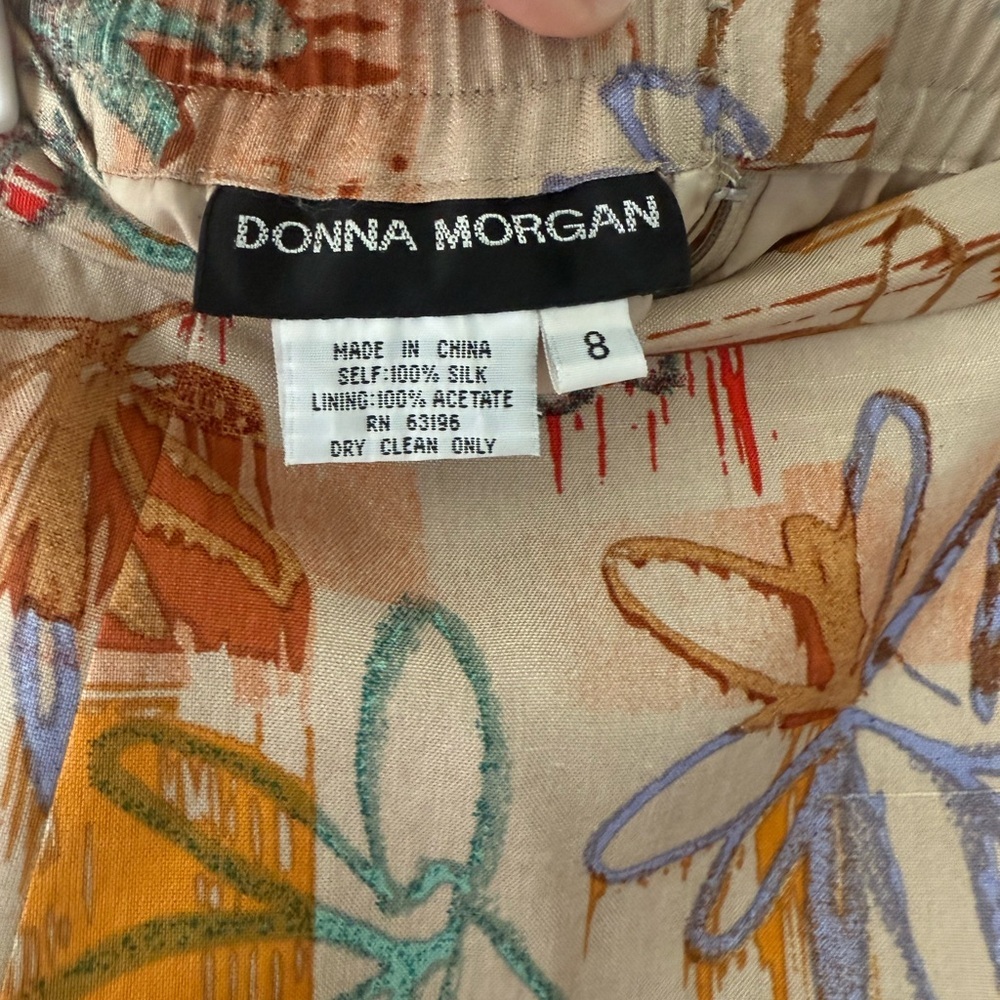 DONNA MORGAN
8
MADE IN CHINA
SELF:100% SILK
LINING:100% ACETATE
RN 63196
DRY CLEAN ONLY